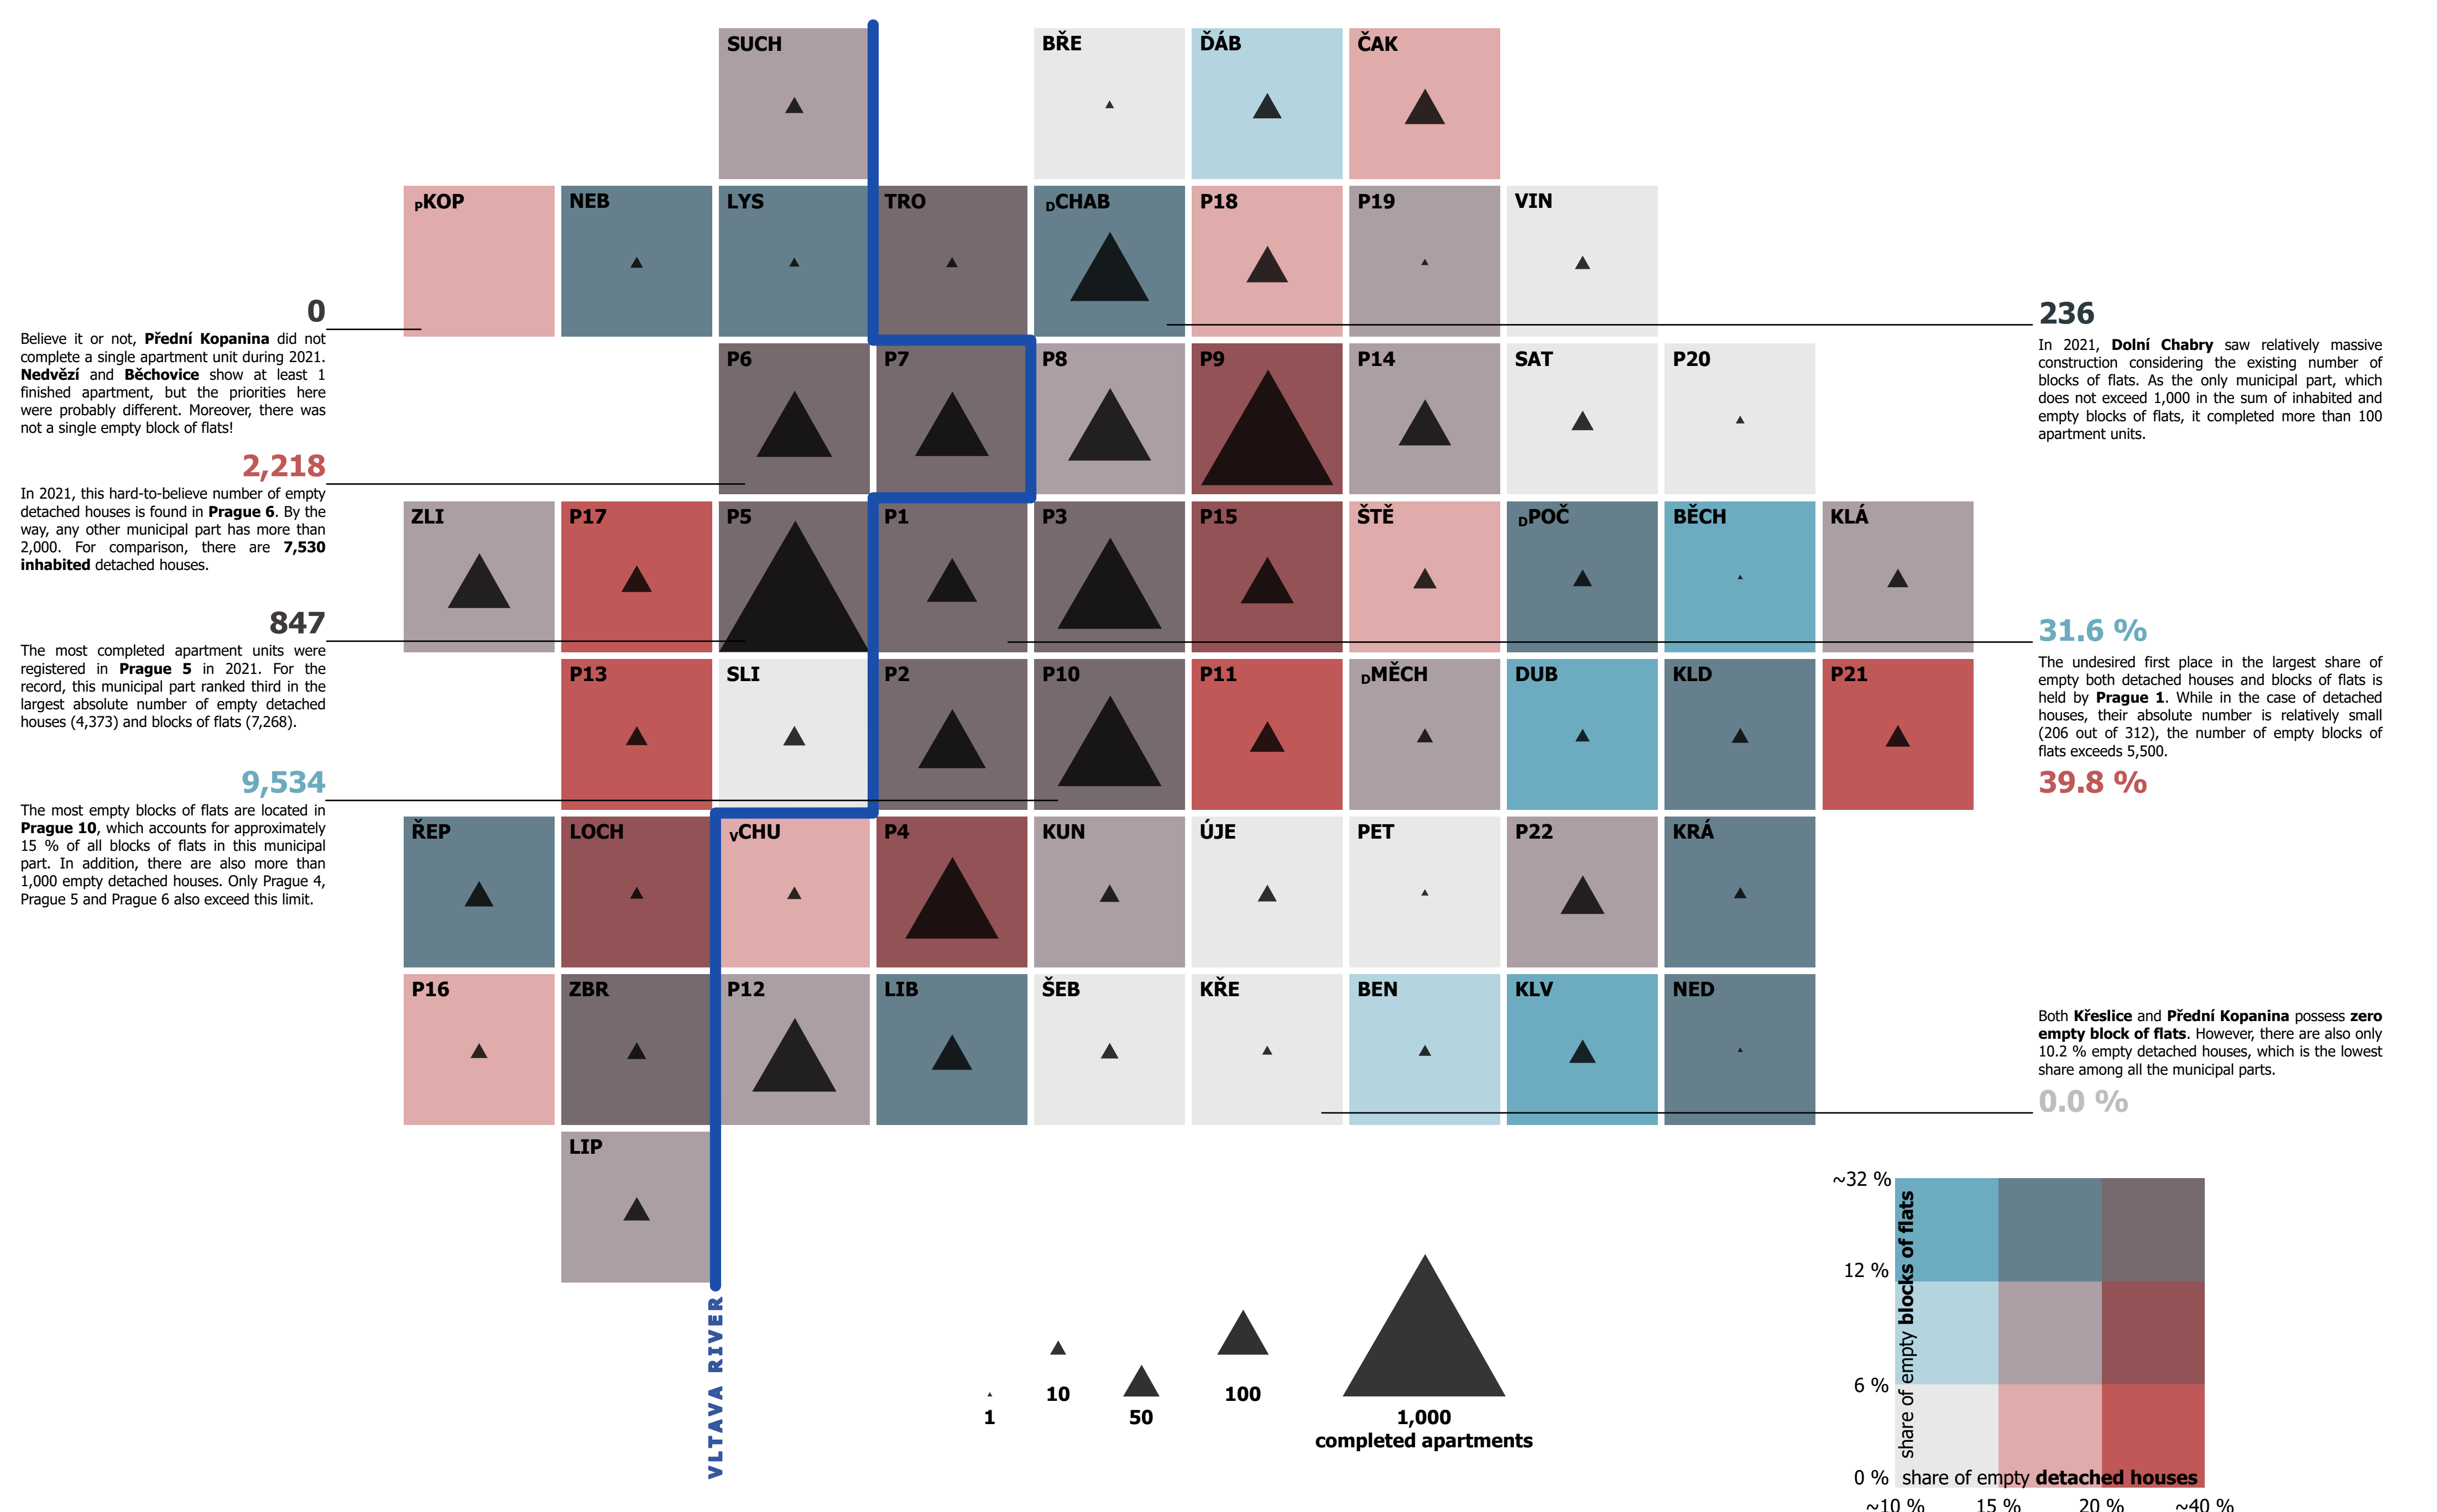 SUCH
BŘE
ĎÁB
ČAK
PKOP
NEB
LYS
TRO
DCHAB
P18
P19
VIN
0
Believe it or not, Přední Kopanina did not
complete a single apartment unit during 2021.
Nedvězí and Běchovice show at least 1
finished apartment, but the priorities here
were probably different. Moreover, there was
not a single empty block of flats!
236
In 2021, Dolní Chabry saw relatively massive
construction considering the existing number of
blocks of flats. As the only municipal part, which
does not exceed 1,000 in the sum of inhabited and
empty blocks of flats, it completed more than 100
apartment units.
P6
P7
P8
P9
P14
SAT
P20
2,218
In 2021, this hard-to-believe number of empty
detached houses is found in Prague 6. By the
way, any other municipal part has more than
2,000. For comparison, there are 7,530
inhabited detached houses.
ZLI
P17
P5
P1
P3
P15
ŠTĚ
DPOČ
BĚCH
KLÁ
847
The most completed apartment units were
registered in Prague 5 in 2021. For the
record, this municipal part ranked third in the
largest absolute number of empty detached
houses (4,373) and blocks of flats (7,268).
31.6 %
The undesired first place in the largest share of
empty both detached houses and blocks of flats is
held by Prague 1. While in the case of detached
houses, their absolute number is relatively small
(206 out of 312), the number of empty blocks of
flats exceeds 5,500.
39.8 %
P13
SLI
P2
P10
P11
DMĚCH
DUB
KLD
P21
9,534
The most empty blocks of flats are located in
Prague 10, which accounts for approximately
15 % of all blocks of flats in this municipal
part. In addition, there are also more than
1,000 empty detached houses. Only Prague 4,
Prague 5 and Prague 6 also exceed this limit.
ŘEP
LOCH
VCHU
P4
KUN
ÚJE
PET
P22
KRÁ
P16
ZBR
P12
LIB
ŠEB
KŘE
BEN
KLV
NED
Both Křeslice and Přední Kopanina possess zero
empty block of flats. However, there are also only
10.2 % empty detached houses, which is the lowest
share among all the municipal parts.
0.0 %
LIP
VLTAVA RIVER
1
10
50
100
1,000
completed apartments
~32 %
12 %
6 %
0 %
share of empty blocks of flats
share of empty detached houses
~10 %
15 %
20 %
~40 %